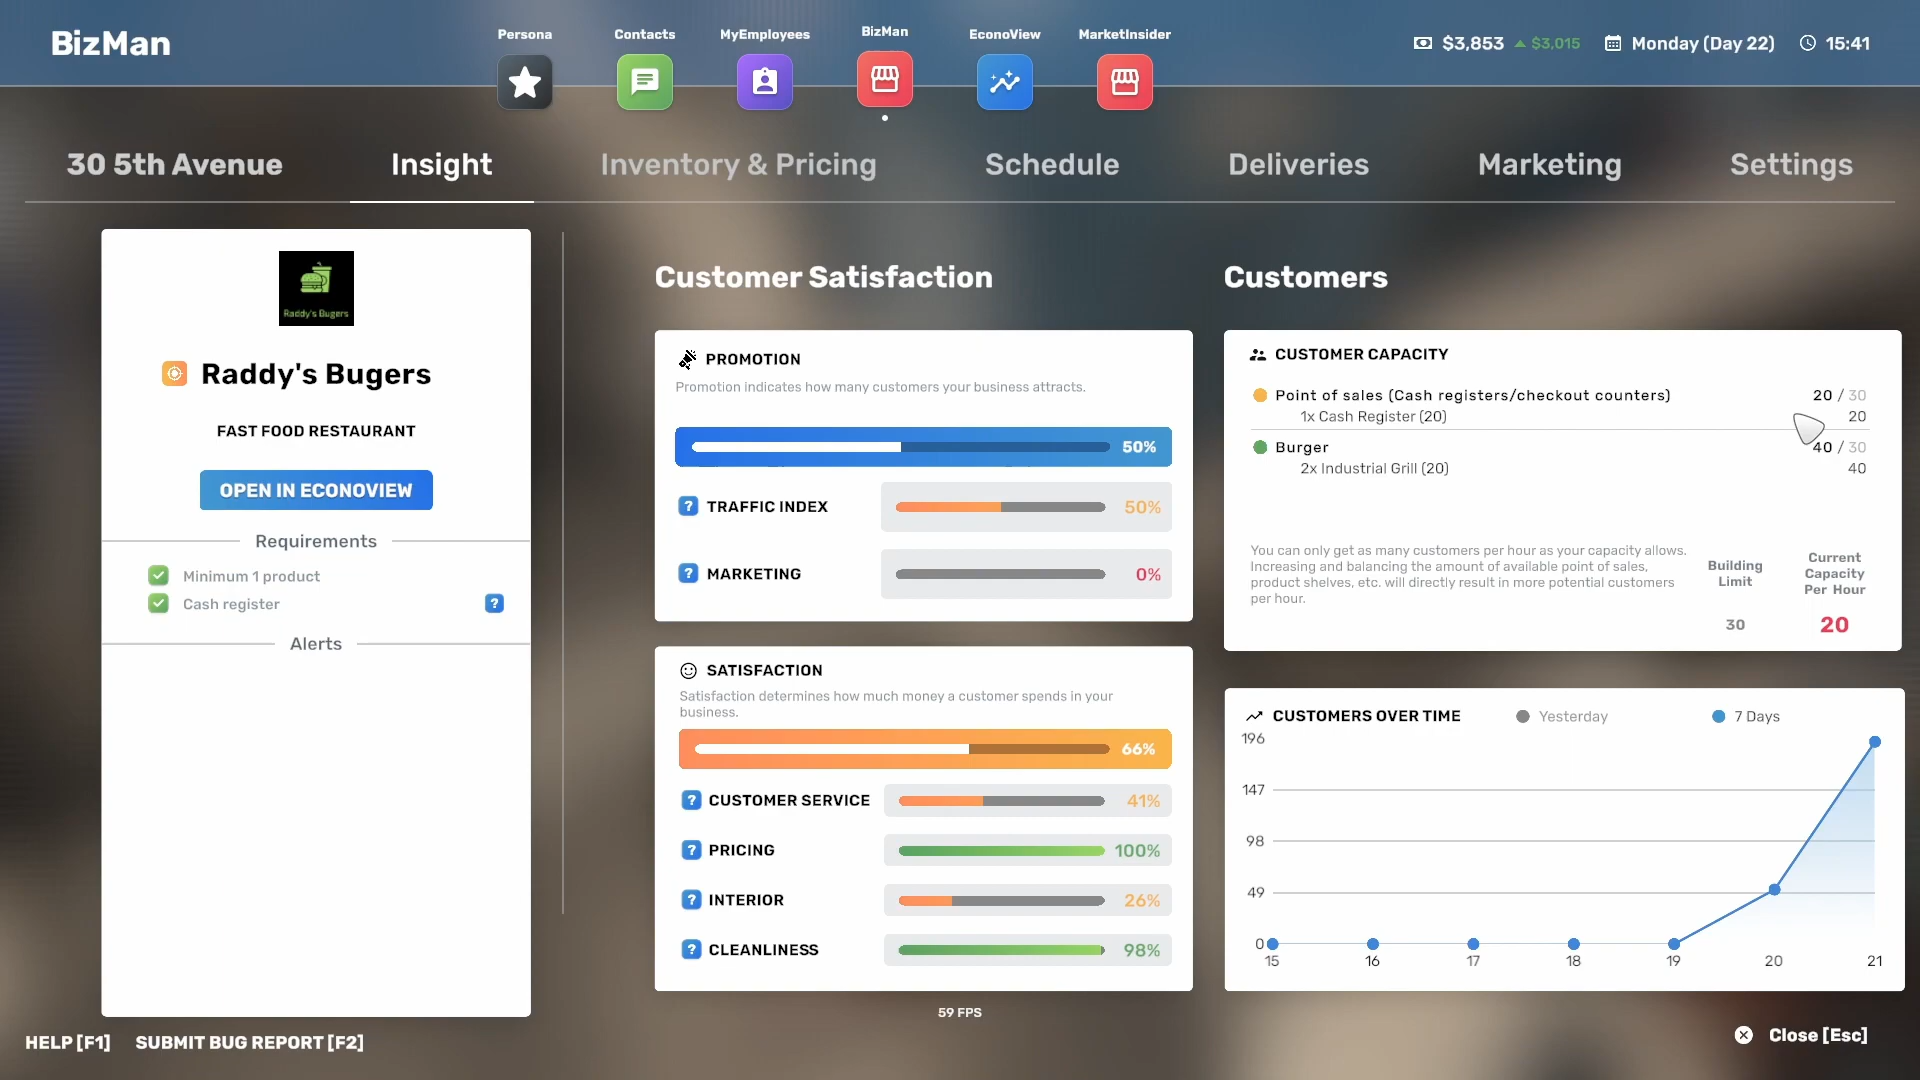 BizMan
Persona
Contacts
MyEmployees
BizMan
EconoView
MarketInsider
$3,853 $3,015 Monday (Day 22) 15:41
30 5th Avenue Insight Inventory & Pricing Schedule Deliveries Marketing Settings
Raddy's Bugers
Raddy's Bugers
FAST FOOD RESTAURANT
OPEN IN ECONOVIEW
Requirements
Minimum 1 product
Cash register ?
Alerts
Customer Satisfaction
PROMOTION
Promotion indicates how many customers your business attracts.
50%
? TRAFFIC INDEX 50%
? MARKETING 0%
SATISFACTION
Satisfaction determines how much money a customer spends in your
business.
66%
? CUSTOMER SERVICE 41%
? PRICING 100%
? INTERIOR 26%
? CLEANLINESS 98%
Customers
CUSTOMER CAPACITY
Point of sales (Cash registers/checkout counters) 20 / 30
1x Cash Register (20) 20
Burger 40 / 30
2x Industrial Grill (20) 40
You can only get as many customers per hour as your capacity allows.
Increasing and balancing the amount of available point of sales,
product shelves, etc. will directly result in more potential customers
per hour.
Building
Limit
30
Current
Capacity
Per Hour
20
CUSTOMERS OVER TIME Yesterday 7 Days
196
147
98
49
0
15 16 17 18 19 20 21
59 FPS
HELP [F1] SUBMIT BUG REPORT [F2]
Close [Esc]